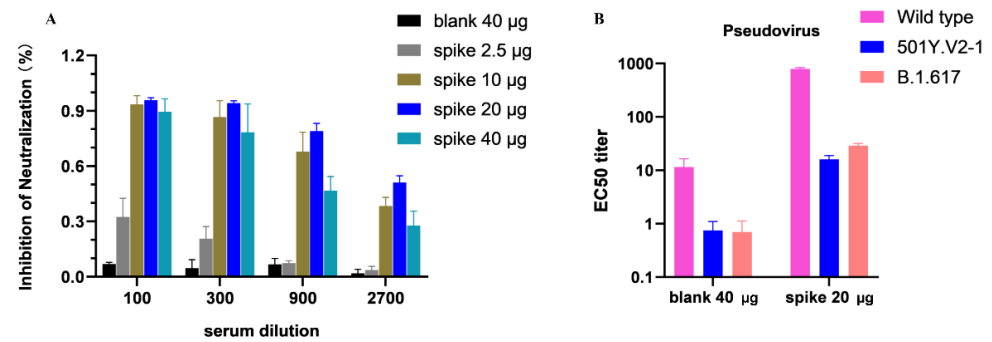 A
blank 40 μg
spike 2.5 μg
spike 10 μg
spike 20 μg
spike 40 μg
Inhibition of Neutralization (%)
1.2
0.9
0.6
0.3
0.0
100 300 900 2700
serum dilution
B
Wild type
501Y.V2-1
B.1.617
Pseudovirus
EC50 titer
1000
100
10
1
0.1
blank 40 μg spike 20 μg